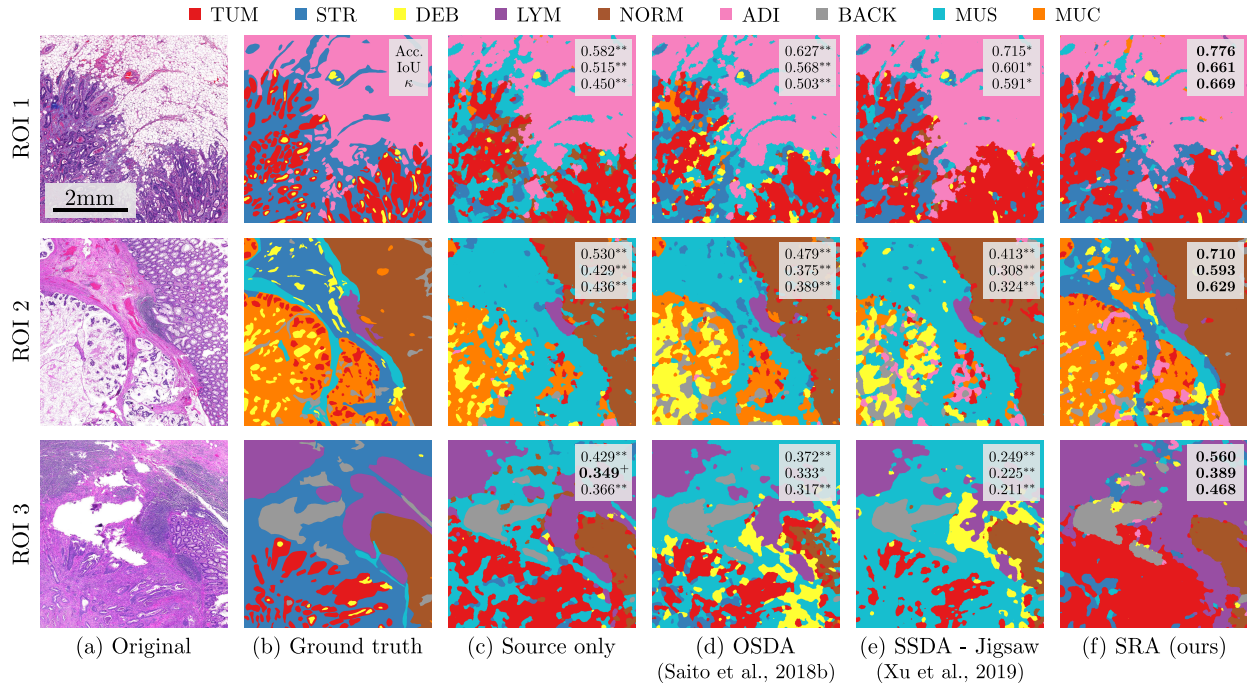 TUM STR DEB LYM NORM ADI BACK MUS MUC
ROI 1
2mm
Acc.
IoU
κ
0.582**
0.515**
0.450**
0.627**
0.568**
0.503**
0.715*
0.601*
0.591*
0.776
0.661
0.669
ROI 2
0.530**
0.429**
0.436**
0.479**
0.375**
0.389**
0.413**
0.308**
0.324**
0.710
0.593
0.629
ROI 3
0.429**
0.349+
0.366**
0.372**
0.333*
0.317**
0.249**
0.225**
0.211**
0.560
0.389
0.468
(a) Original
(b) Ground truth
(c) Source only
(d) OSDA
(Saito et al., 2018b)
(e) SSDA - Jigsaw
(Xu et al., 2019)
(f) SRA (ours)